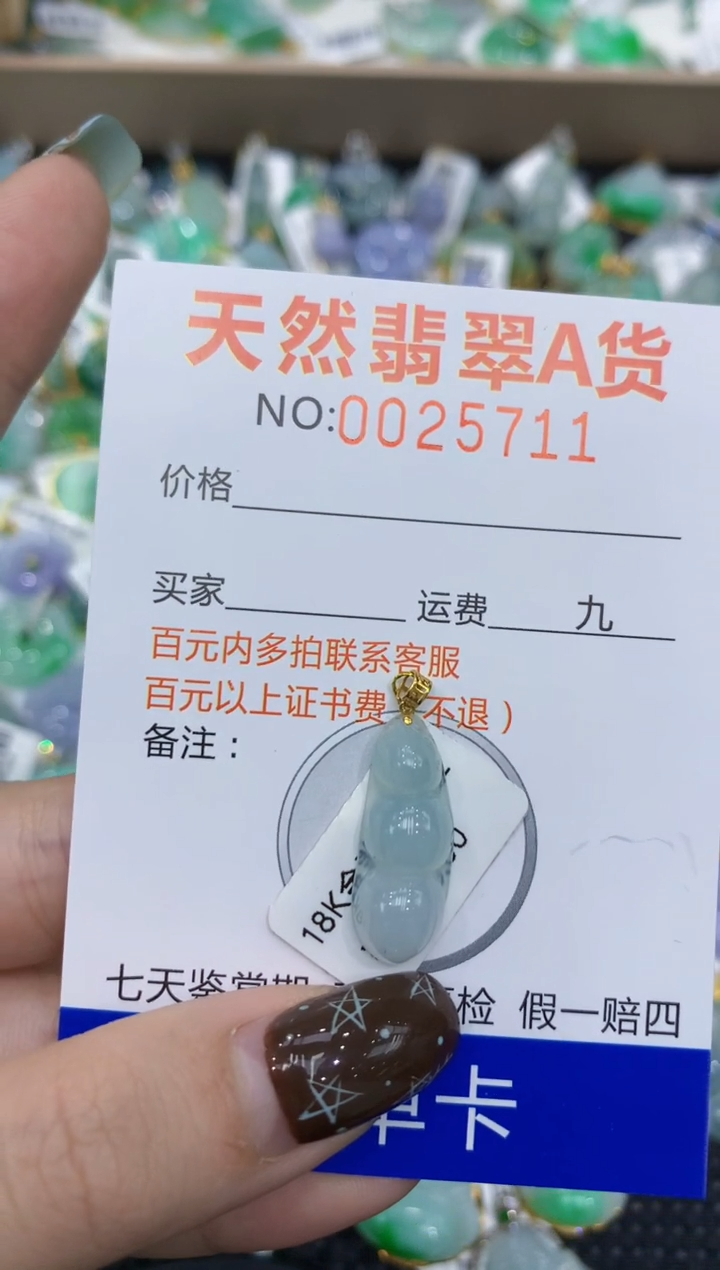 天然翡翠A货
NO:0025711
价格
买家 运费 九
百元内多拍联系客服
百元以上证书费 不退）
备注：
18K
七天鉴赏期 检 假一赔四
卡